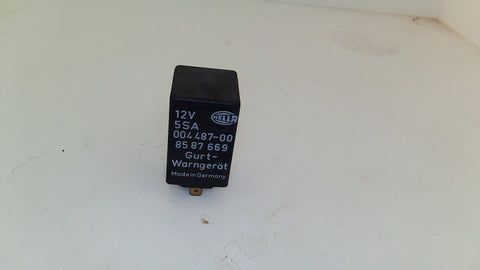 12V
HELLA
5SA
004487-00
85 87 669
Gurt-
Warngerät
Made in Germany